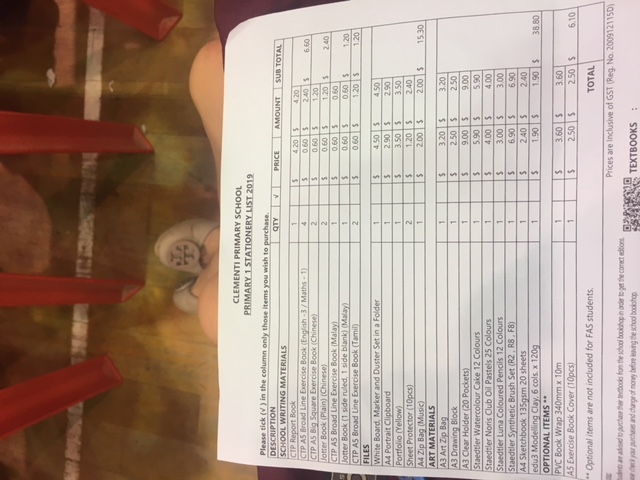 CLEMENTI PRIMARY SCHOOL
PRIMARY 1 STATIONERY LIST 2019
Please tick (√) in the column only those items you wish to purchase.
DESCRIPTION QTY √ PRICE AMOUNT SUB TOTAL
SCHOOL WRITING MATERIALS
CTP Report Book 1 $ 4.20 $ 4.20
CTP A5 Broad Line Exercise Book (English -3 / Maths - 1) 4 $ 0.60 $ 2.40 $ 6.60
CTP A5 Big Square Exercise Book (Chinese) 2 $ 0.60 $ 1.20
Jotter Book (Plain) (Chinese) 2 $ 0.60 $ 1.20 $ 2.40
CTP A5 Broad Line Exercise Book (Malay) 1 $ 0.60 $ 0.60
Jotter Book (1 side ruled, 1 side blank) (Malay) 1 $ 0.60 $ 0.60 $ 1.20
CTP A5 Broad Line Exercise Book (Tamil) 2 $ 0.60 $ 1.20 $ 1.20
FILES
White Board, Marker and Duster Set in a Folder 1 $ 4.50 $ 4.50
A4 Portrait Clipboard 1 $ 2.90 $ 2.90
Portfolio (Yellow) 1 $ 3.50 $ 3.50
Sheet Protector (10pcs) 2 $ 1.20 $ 2.40
A4 Zip Bag (Music) 1 $ 2.00 $ 2.00 $ 15.30
ART MATERIALS
A3 Art Zip Bag 1 $ 3.20 $ 3.20
A3 Drawing Block 1 $ 2.50 $ 2.50
A3 Clear Holder (20 Pockets) 1 $ 9.00 $ 9.00
Staedtler Watercolour Cake 12 Colours 1 $ 5.90 $ 5.90
Staedtler Noris Club Oil Pastels 25 Colours 1 $ 4.00 $ 4.00
Staedtler Luna Coloured Pencils 12 Colours 1 $ 3.00 $ 3.00
Staedtler Synthetic Brush Set (R2 , R8 , F8) 1 $ 6.90 $ 6.90
A4 Sketchbook 135gsm 20 sheets 1 $ 2.40 $ 2.40
edu3 Modelling Clay, 6 cols. x 120g 1 $ 1.90 $ 1.90 $ 38.80
OPTIONAL ITEMS **
PVC Book Wrap 340mm x 10m 1 $ 3.60 $ 3.60
A5 Exercise Book Cover (10pcs) 1 $ 2.50 $ 2.50 $ 6.10
** Optional items are not included for FAS students. TOTAL
Prices are Inclusive of GST (Reg. No. 200912115D)
are advised to purchase their textbooks from the school bookshop in order to get the correct editions.
check your purchases and change of money before leaving the school bookshop. TEXTBOOKS :